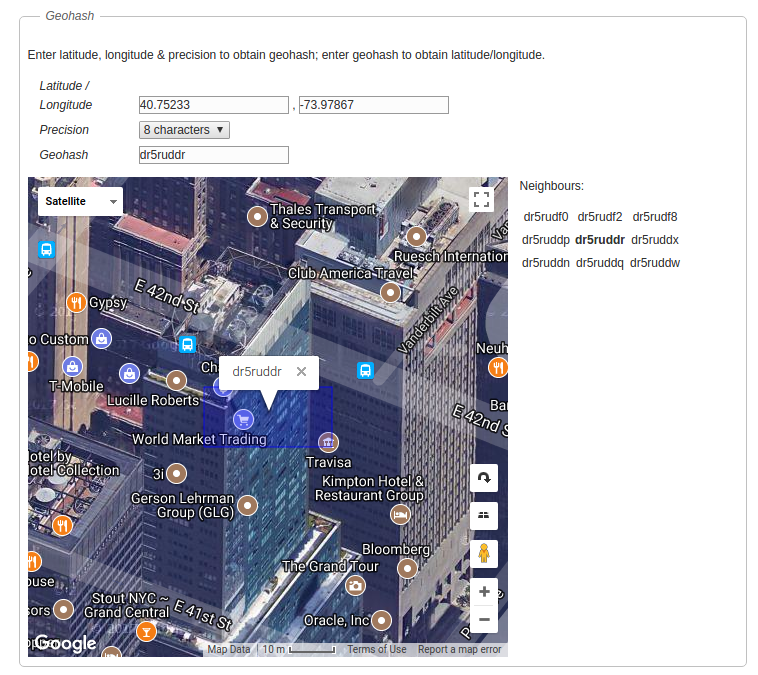 Geohash
Enter latitude, longitude & precision to obtain geohash; enter geohash to obtain latitude/longitude.
Latitude /
Longitude
40.75233 , -73.97867
Precision
8 characters ▼
Geohash
dr5ruddr
Neighbours:
dr5rudf0 dr5rudf2 dr5rudf8
dr5ruddp dr5ruddr dr5ruddx
dr5ruddn dr5ruddq dr5ruddw
Satellite
Thales Transport
& Security
Ruesch Internation
Club America Travel
Vanderbilt Ave
E 42nd St
Gypsy
o Custom
T-Mobile
Lucille Roberts
Ch
dr5ruddr ×
Neuh
Ba
E 42nd S
World Market Trading
Travisa
otel by
otel Collection
3i
Gerson Lehrman
Group (GLG)
Kimpton Hotel &
Restaurant Group
Bloomberg
The Grand Tour
ouse
sors
Stout NYC ~
Grand Central
E 41st St
Oracle, Inc
Google
Map Data
10 m
Terms of Use
Report a map error